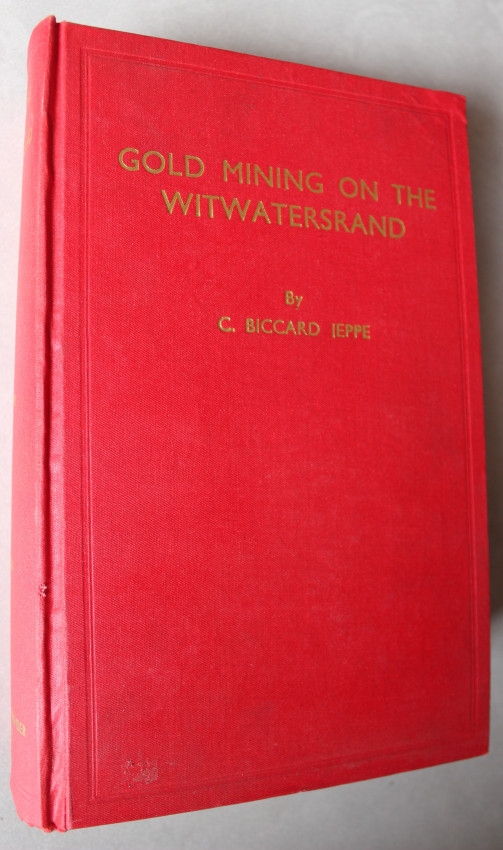 GOLD MINING ON THE
WITWATERSRAND
By
C. BICCARD JEPPE